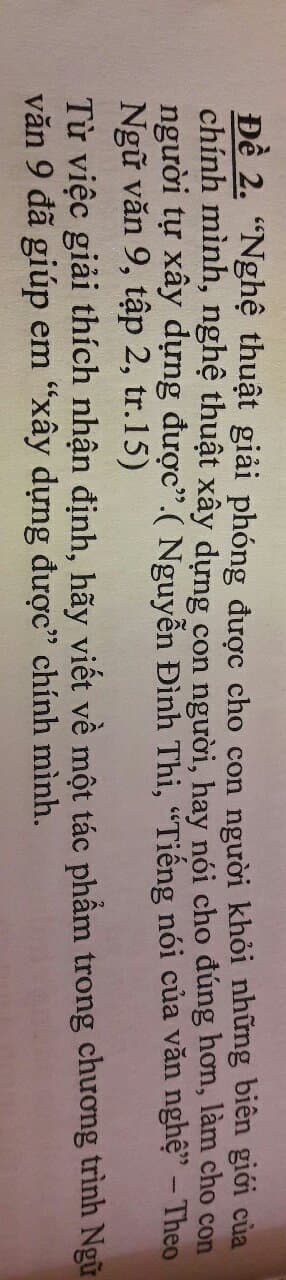 Đề 2. “Nghệ thuật giải phóng được cho con người khỏi những biên giới của
chính mình, nghệ thuật xây dựng con người, hay nói cho đúng hơn, làm cho con
người tự xây dựng được”.( Nguyễn Đình Thi, “Tiếng nói của văn nghệ” – Theo
Ngữ văn 9, tập 2, tr.15)
Từ việc giải thích nhận định, hãy viết về một tác phẩm trong chương trình Ngữ
văn 9 đã giúp em “xây dựng được” chính mình.